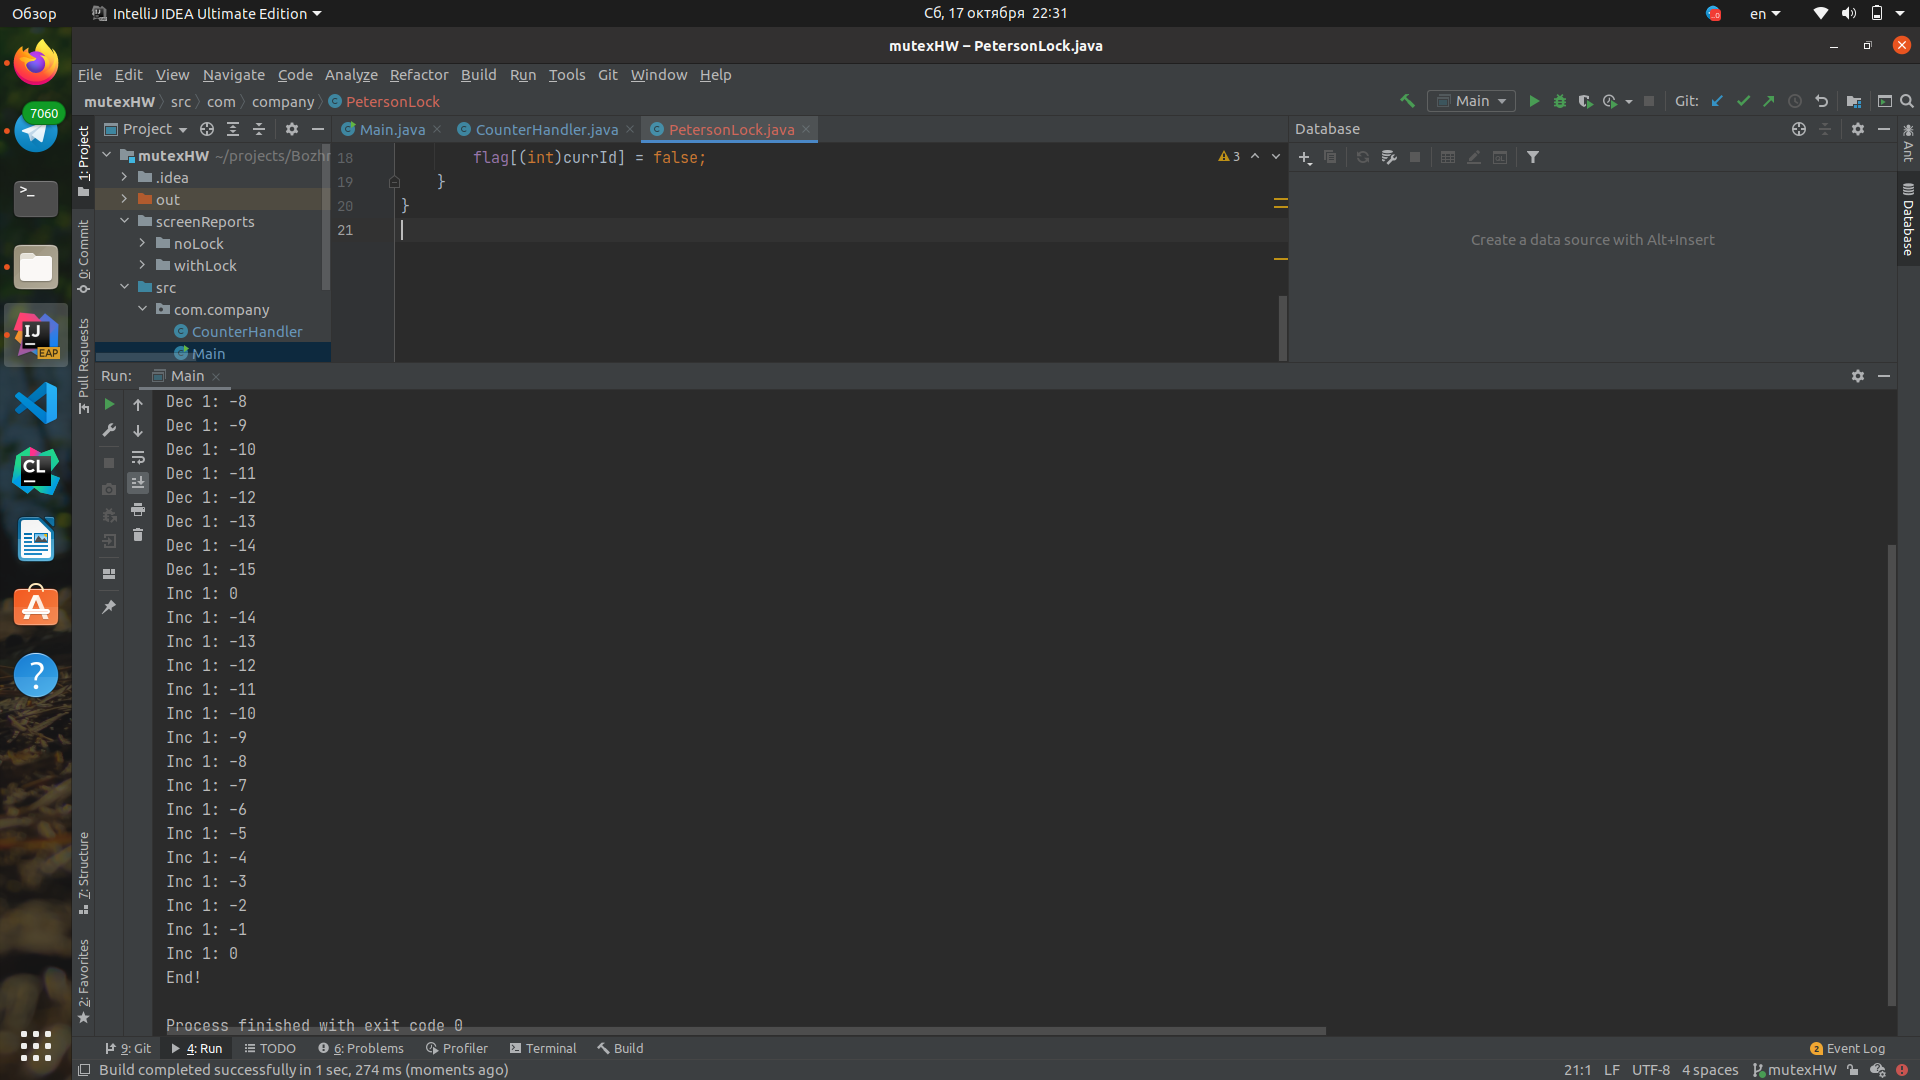 Обзор
IntelliJ IDEA Ultimate Edition
Сб, 17 октября 22:31
en
mutexHW – PetersonLock.java
File Edit View Navigate Code Analyze Refactor Build Run Tools Git Window Help
mutexHW src com company PetersonLock
Main
Git:
7060
Project
Main.java
CounterHandler.java
PetersonLock.java
Database
mutexHW ~/projects/Bozhr
.idea
out
screenReports
noLock
withLock
src
com.company
CounterHandler
Main
18 flag[(int)currId] = false;
19 }
20 }
21
3
Create a data source with Alt+Insert
1: Project
0: Commit
Pull Requests
7: Structure
2: Favorites
Ant
Database
IJ
EAP
CL
Run: Main
Dec 1: -8
Dec 1: -9
Dec 1: -10
Dec 1: -11
Dec 1: -12
Dec 1: -13
Dec 1: -14
Dec 1: -15
Inc 1: 0
Inc 1: -14
Inc 1: -13
Inc 1: -12
Inc 1: -11
Inc 1: -10
Inc 1: -9
Inc 1: -8
Inc 1: -7
Inc 1: -6
Inc 1: -5
Inc 1: -4
Inc 1: -3
Inc 1: -2
Inc 1: -1
Inc 1: 0
End!
Process finished with exit code 0
9: Git 4: Run TODO 6: Problems Profiler Terminal Build
2 Event Log
Build completed successfully in 1 sec, 274 ms (moments ago)
21:1 LF UTF-8 4 spaces mutexHW